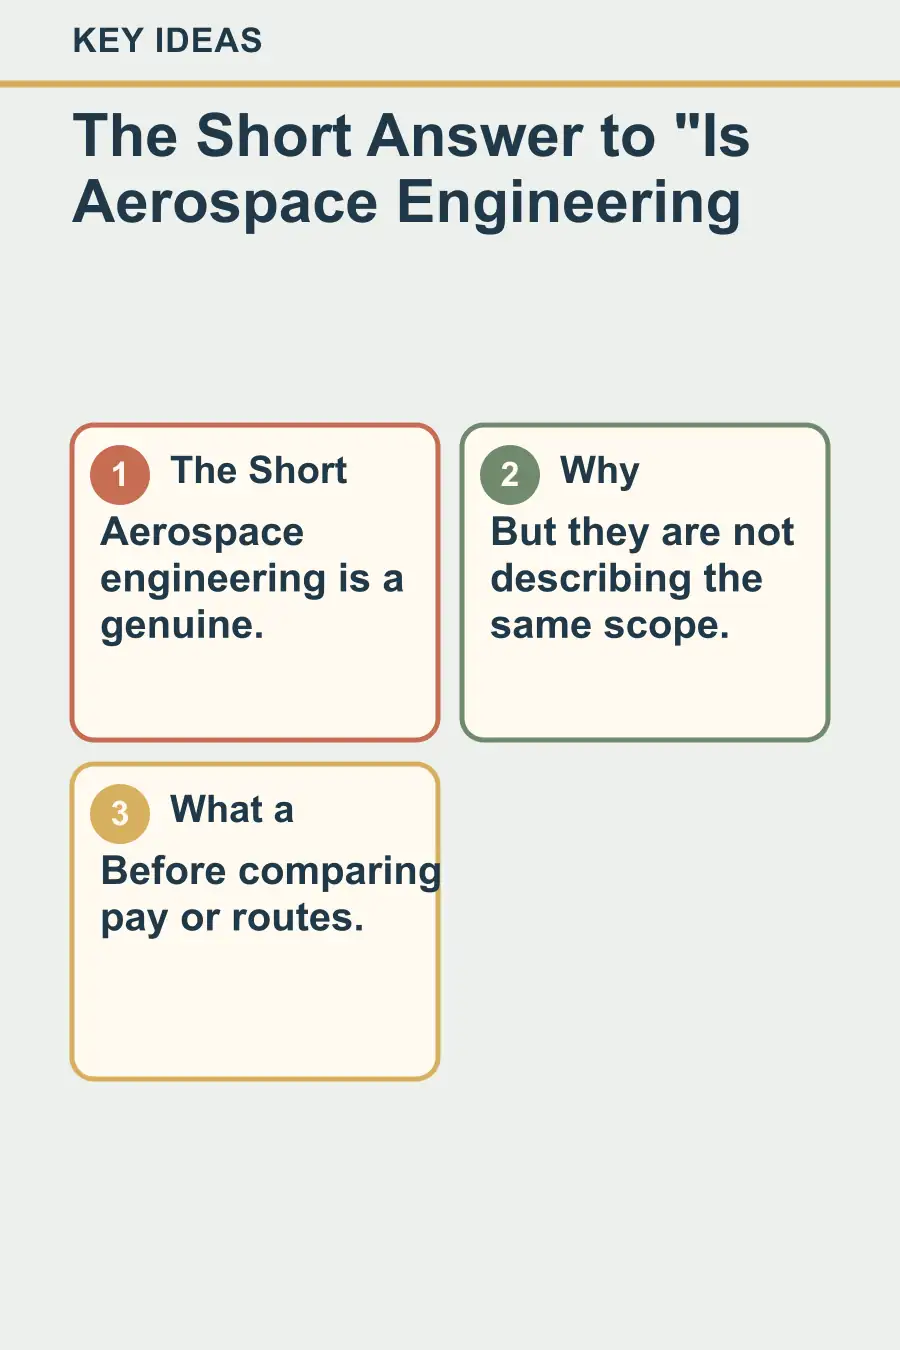 KEY IDEAS
The Short Answer to "Is
Aerospace Engineering
1 The Short
Aerospace
engineering is a
genuine.
2 Why
But they are not
describing the
same scope.
3 What a
Before comparing
pay or routes.